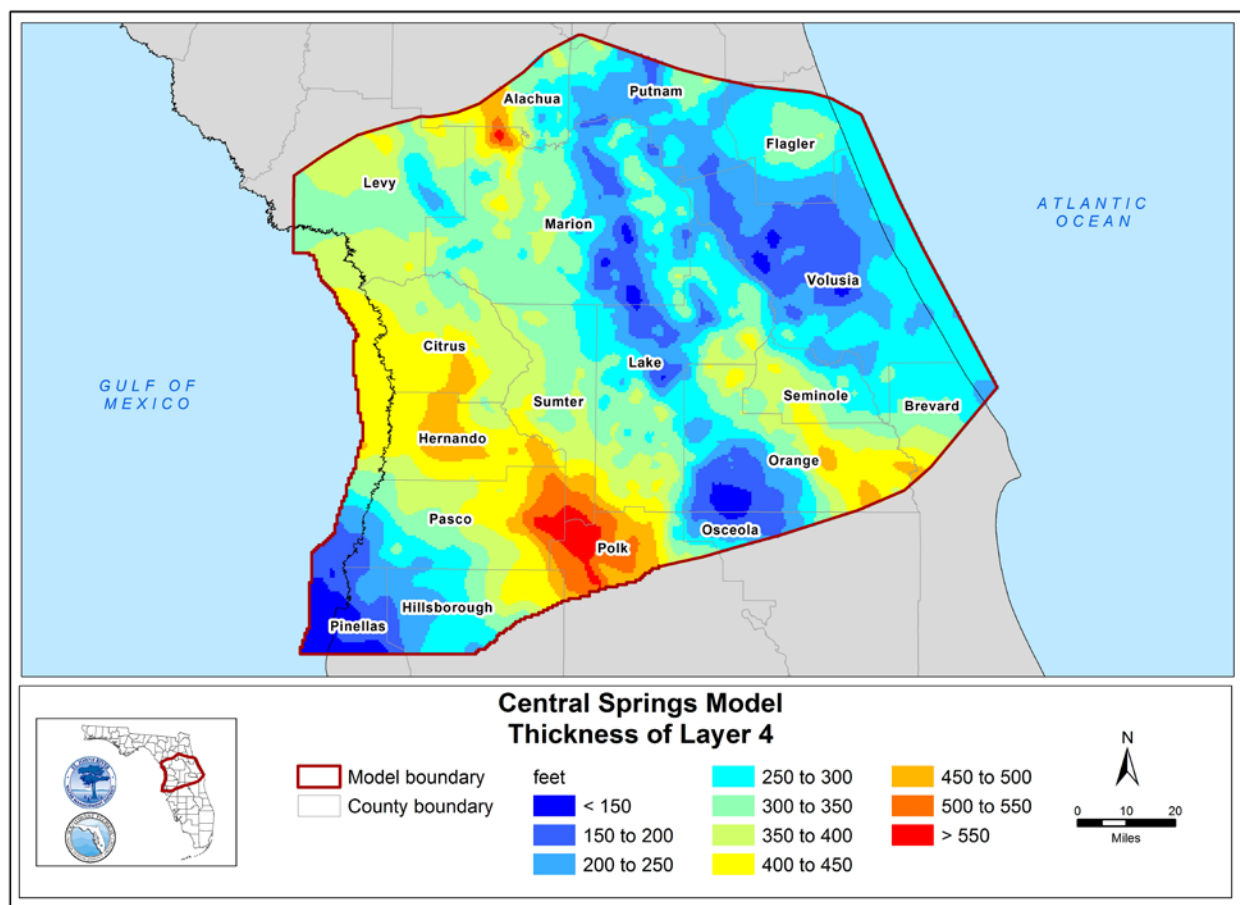 Alachua
Putnam
Flagler
Levy
Marion
ATLANTIC
OCEAN
Volusia
Citrus
Lake
GULF OF
MEXICO
Sumter
Seminole
Brevard
Hernando
Orange
Pasco
Osceola
Polk
Hillsborough
Pinellas
Central Springs Model
Thickness of Layer 4
Model boundary
County boundary
feet
< 150
150 to 200
200 to 250
250 to 300
300 to 350
350 to 400
400 to 450
450 to 500
500 to 550
> 550
N
0 10 20
Miles